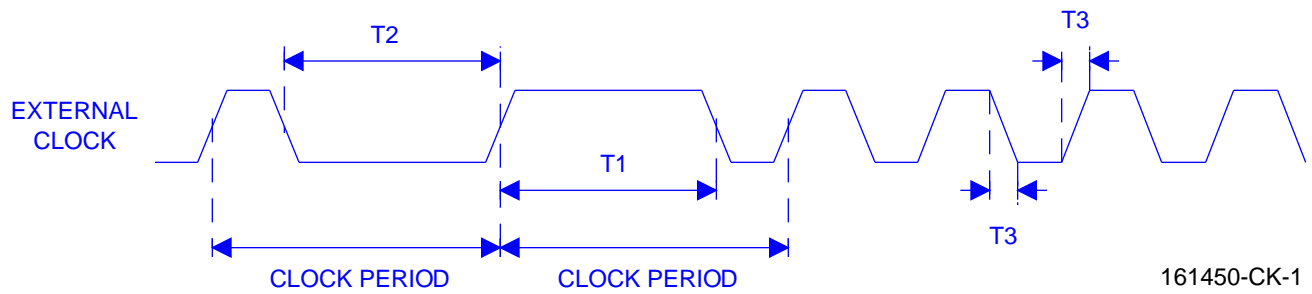 T2
T3
EXTERNAL
CLOCK
T1
T3
CLOCK PERIOD
CLOCK PERIOD
161450-CK-1